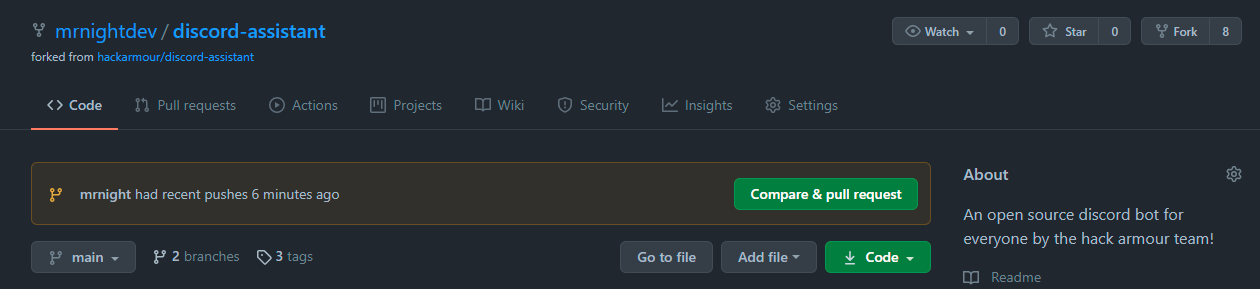 mrnightdev / discord-assistant
Watch 0 Star 0 Fork 8
forked from hackarmour/discord-assistant
Code Pull requests Actions Projects Wiki Security Insights Settings
mrnight had recent pushes 6 minutes ago Compare & pull request
main 2 branches 3 tags Go to file Add file Code
About
An open source discord bot for
everyone by the hack armour team!
Readme